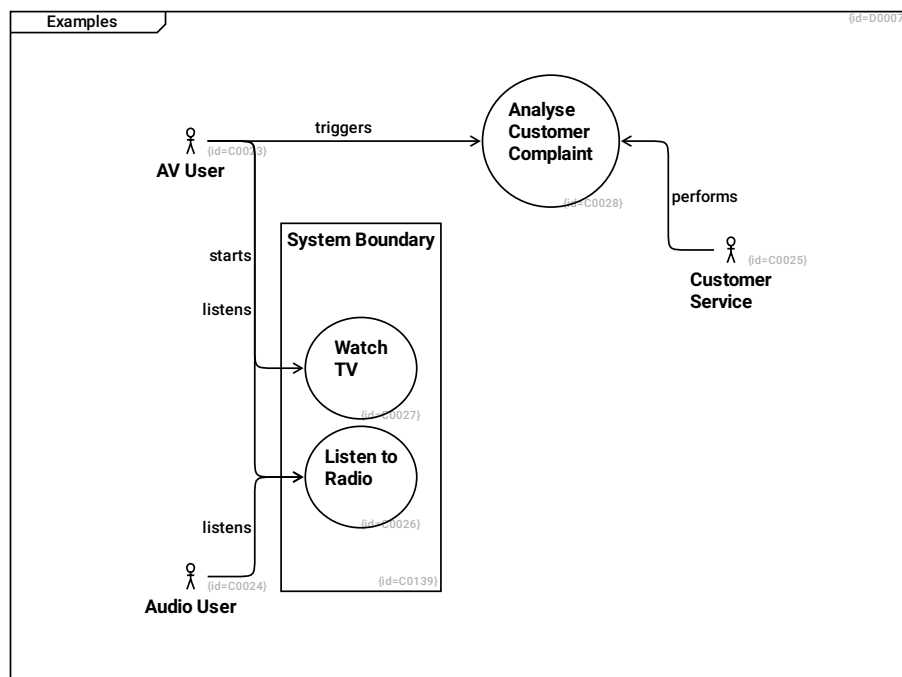 Examples
{id=D0007
Analyse
Customer
Complaint
{id=C0028}
triggers
{id=C0023}
AV User
performs
{id=C0025}
Customer
Service
System Boundary
starts
listens
Watch
TV
{id=C0027}
Listen to
Radio
{id=C0026}
listens
{id=C0139}
{id=C0024}
Audio User